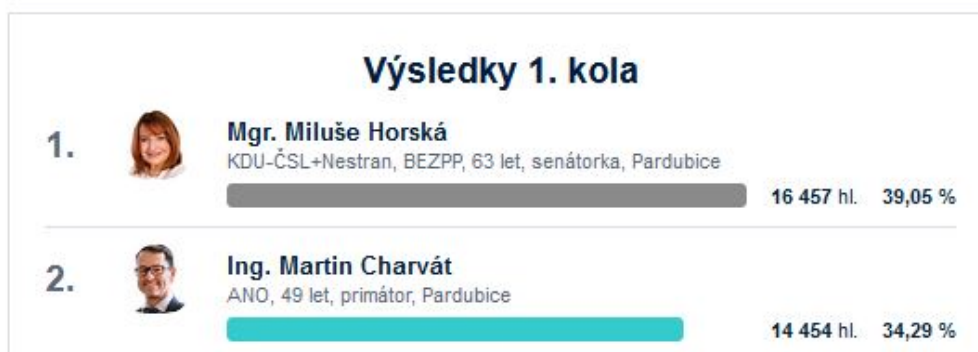 Výsledky 1. kola
1.
Mgr. Miluše Horská
KDU-ČSL+Nestran, BEZPP, 63 let, senátorka, Pardubice
16 457 hl. 39,05 %
2.
Ing. Martin Charvát
ANO, 49 let, primátor, Pardubice
14 454 hl. 34,29 %